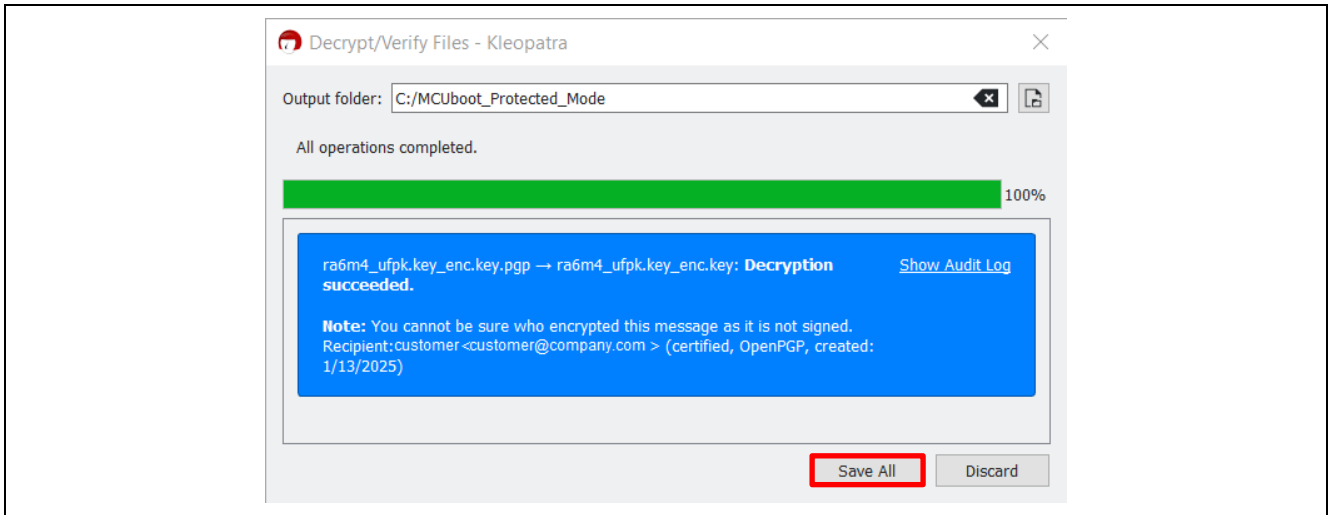 Decrypt/Verify Files - Kleopatra
Output folder: C:/MCUboot_Protected_Mode
All operations completed.
100%
ra6m4_ufpk.key_enc.key.pgp → ra6m4_ufpk.key_enc.key: Decryption Show Audit Log
succeeded.
Note: You cannot be sure who encrypted this message as it is not signed.
Recipient:customer<customer@company.com > (certified, OpenPGP, created:
1/13/2025)
Save All Discard